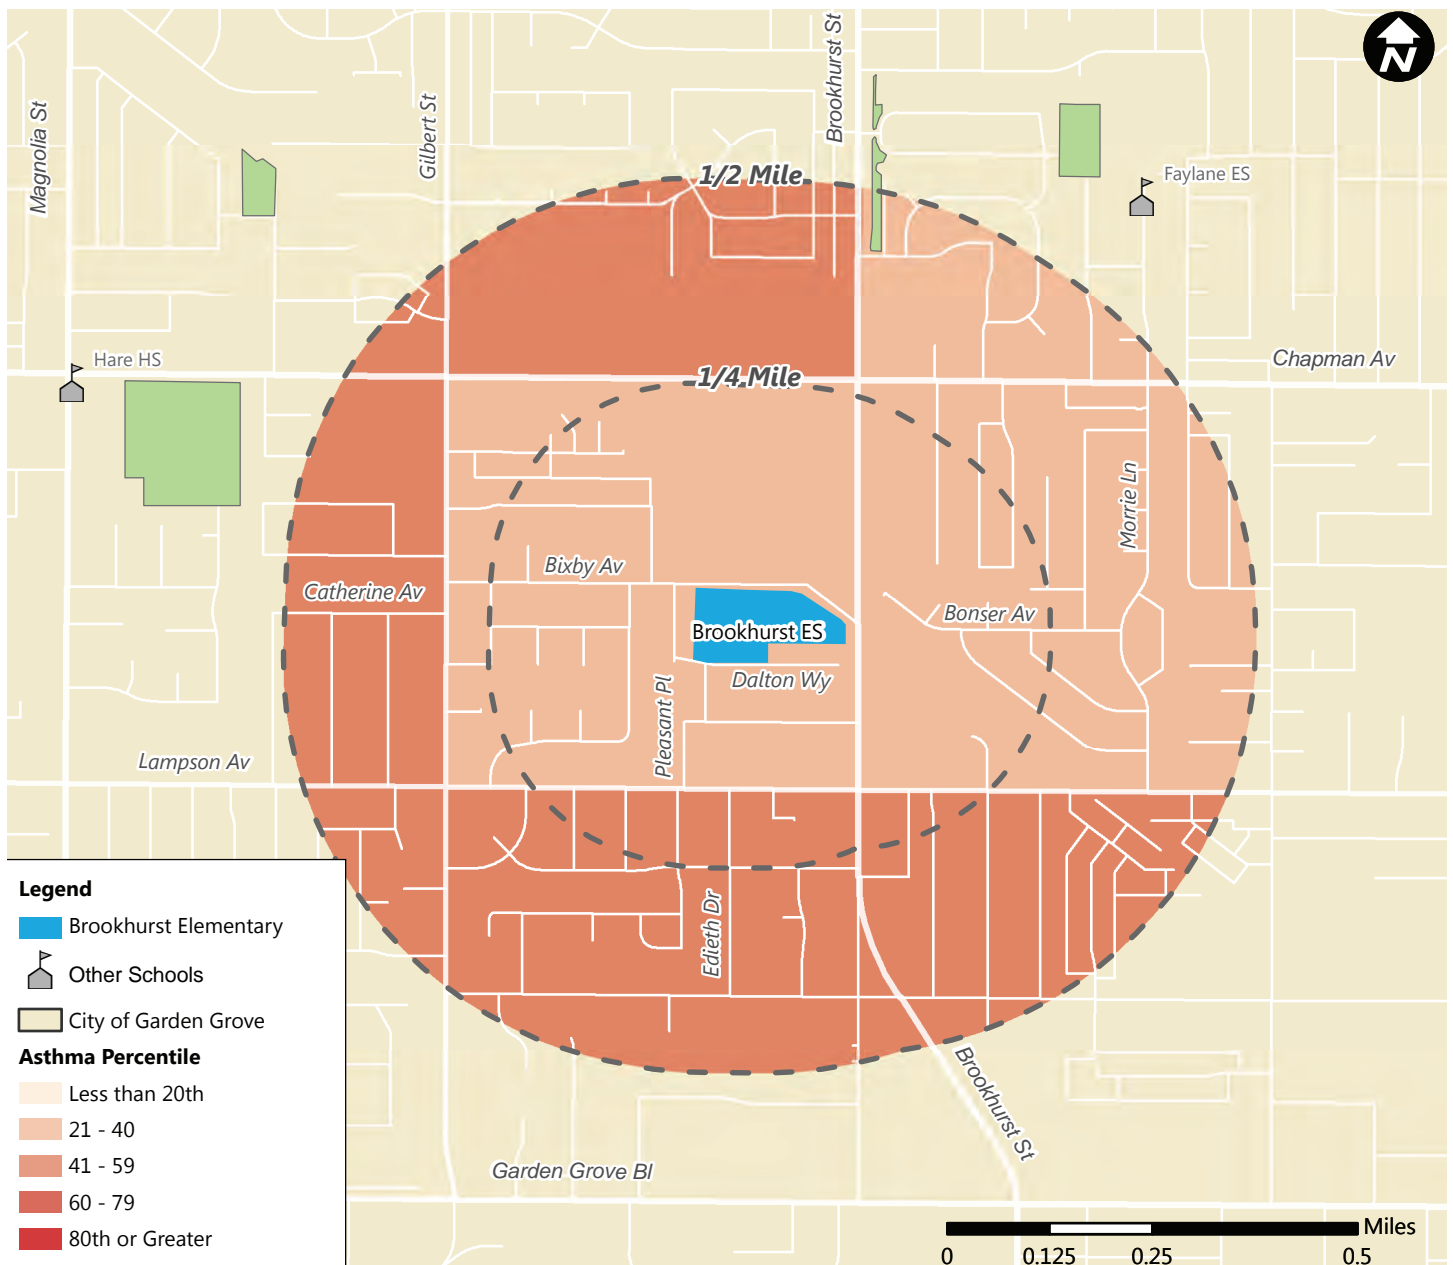 Magnolia St
Gilbert St
Brookhurst St
N
1/2 Mile
Faylane ES
Hare HS
Chapman Av
1/4 Mile
Morrie Ln
Bixby Av
Catherine Av
Bonser Av
Brookhurst ES
Dalton Wy
Pleasant Pl
Lampson Av
Edieth Dr
Brookhurst St
Garden Grove Bl
Legend
Brookhurst Elementary
Other Schools
City of Garden Grove
Asthma Percentile
Less than 20th
21 - 40
41 - 59
60 - 79
80th or Greater
Miles
0 0.125 0.25 0.5